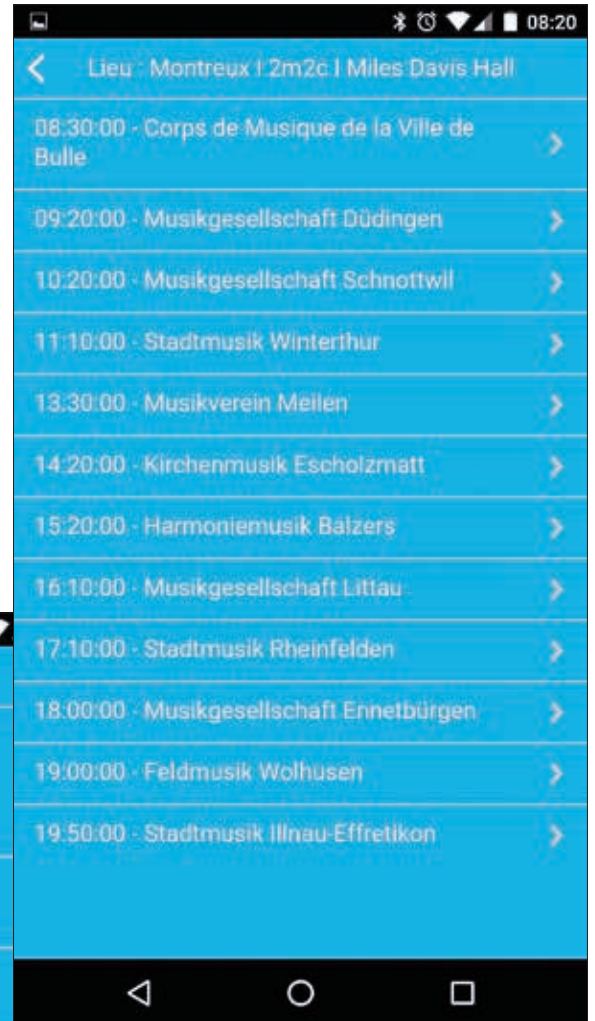 08:20
Lieu : Montreux I 2m2c I Miles Davis Hall
08:30:00 - Corps de Musique de la Ville de
Bulle
09:20:00 - Musikgesellschaft Düdingen
10:20:00 - Musikgesellschaft Schnottwil
11:10:00 - Stadtmusik Winterthur
13:30:00 - Musikverein Meilen
14:20:00 - Kirchenmusik Escholzmatt
15:20:00 - Harmoniemusik Balzers
16:10:00 - Musikgesellschaft Littau
17:10:00 - Stadtmusik Rheinfelden
18:00:00 - Musikgesellschaft Ennetbürgen
19:00:00 - Feldmusik Wolhusen
19:50:00 - Stadtmusik Illnau-Effretikon